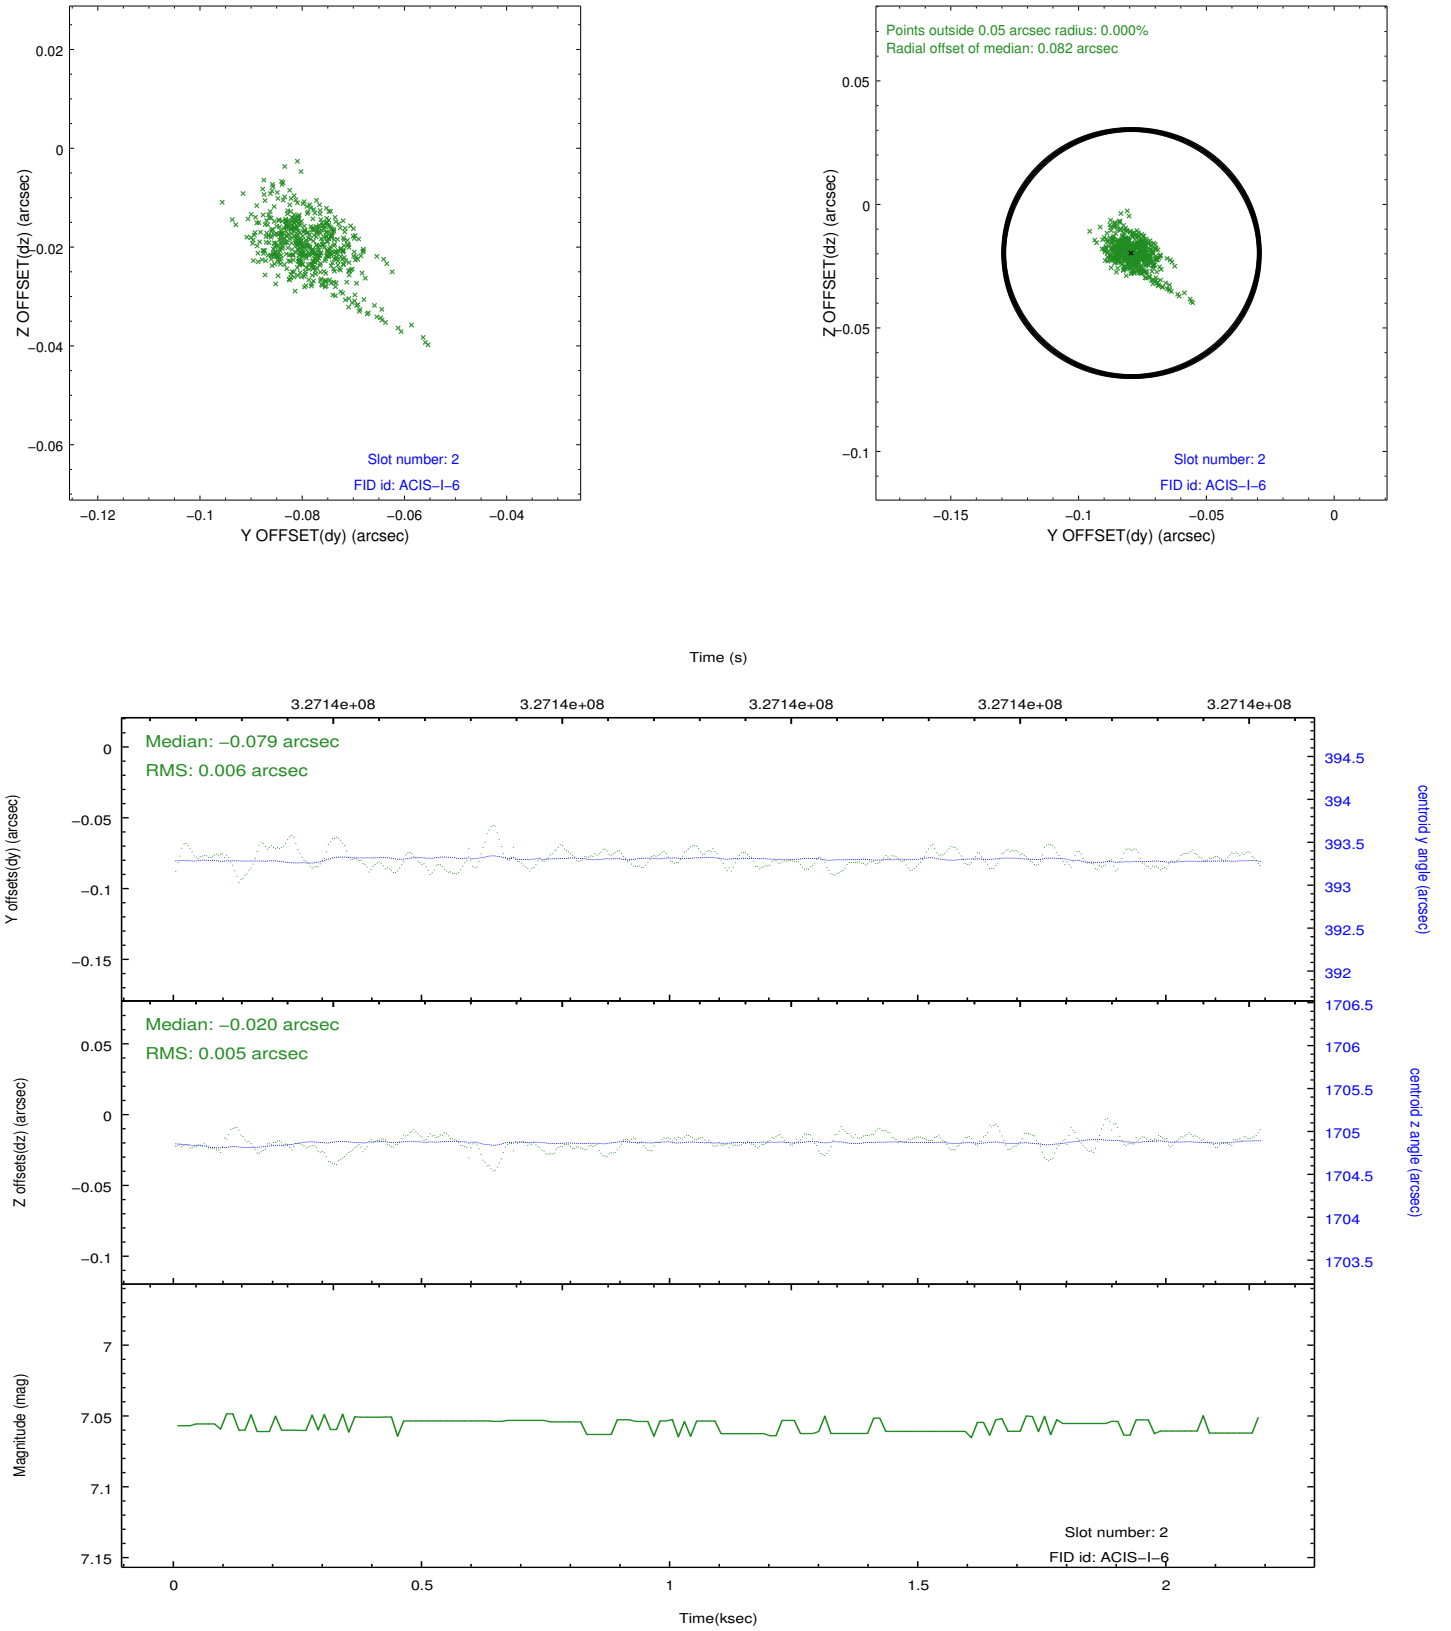 0.02
0
−0.02
−0.04
−0.06
Z OFFSET(dz) (arcsec)
Slot number: 2
FID id: ACIS−I−6
−0.12
−0.1
−0.08
−0.06
−0.04
Y OFFSET(dy) (arcsec)
Points outside 0.05 arcsec radius: 0.000%
Radial offset of median: 0.082 arcsec
0.05
0
−0.05
−0.1
Z OFFSET(dz) (arcsec)
Slot number: 2
FID id: ACIS−I−6
−0.15
−0.1
−0.05
0
Y OFFSET(dy) (arcsec)
Time (s)
3.2714e+08
3.2714e+08
3.2714e+08
3.2714e+08
3.2714e+08
Median: −0.079 arcsec
RMS: 0.006 arcsec
0
−0.05
−0.1
−0.15
Y offsets(dy) (arcsec)
394.5
394
393.5
393
392.5
392
centroid y angle (arcsec)
Median: −0.020 arcsec
RMS: 0.005 arcsec
0.05
0
−0.05
−0.1
Z offsets(dz) (arcsec)
1706.5
1706
1705.5
1705
1704.5
1704
1703.5
centroid z angle (arcsec)
7
7.05
7.1
7.15
Magnitude (mag)
Slot number: 2
FID id: ACIS−I−6
0
0.5
1
1.5
2
Time(ksec)